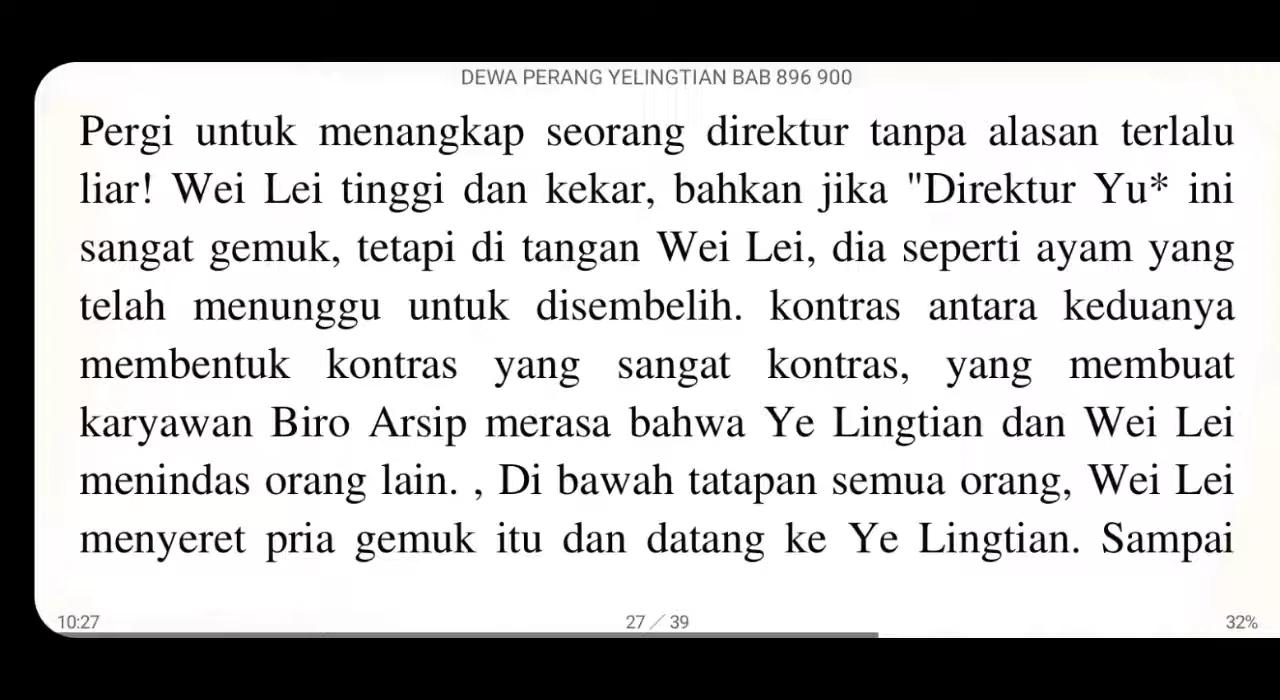 DEWA PERANG YELINGTIAN BAB 896 900
Pergi untuk menangkap seorang direktur tanpa alasan terlalu
liar! Wei Lei tinggi dan kekar, bahkan jika "Direktur Yu* ini
sangat gemuk, tetapi di tangan Wei Lei, dia seperti ayam yang
telah menunggu untuk disembelih. kontras antara keduanya
membentuk kontras yang sangat kontras, yang membuat
karyawan Biro Arsip merasa bahwa Ye Lingtian dan Wei Lei
menindas orang lain. , Di bawah tatapan semua orang, Wei Lei
menyeret pria gemuk itu dan datang ke Ye Lingtian. Sampai
10:27 27 / 39 32%